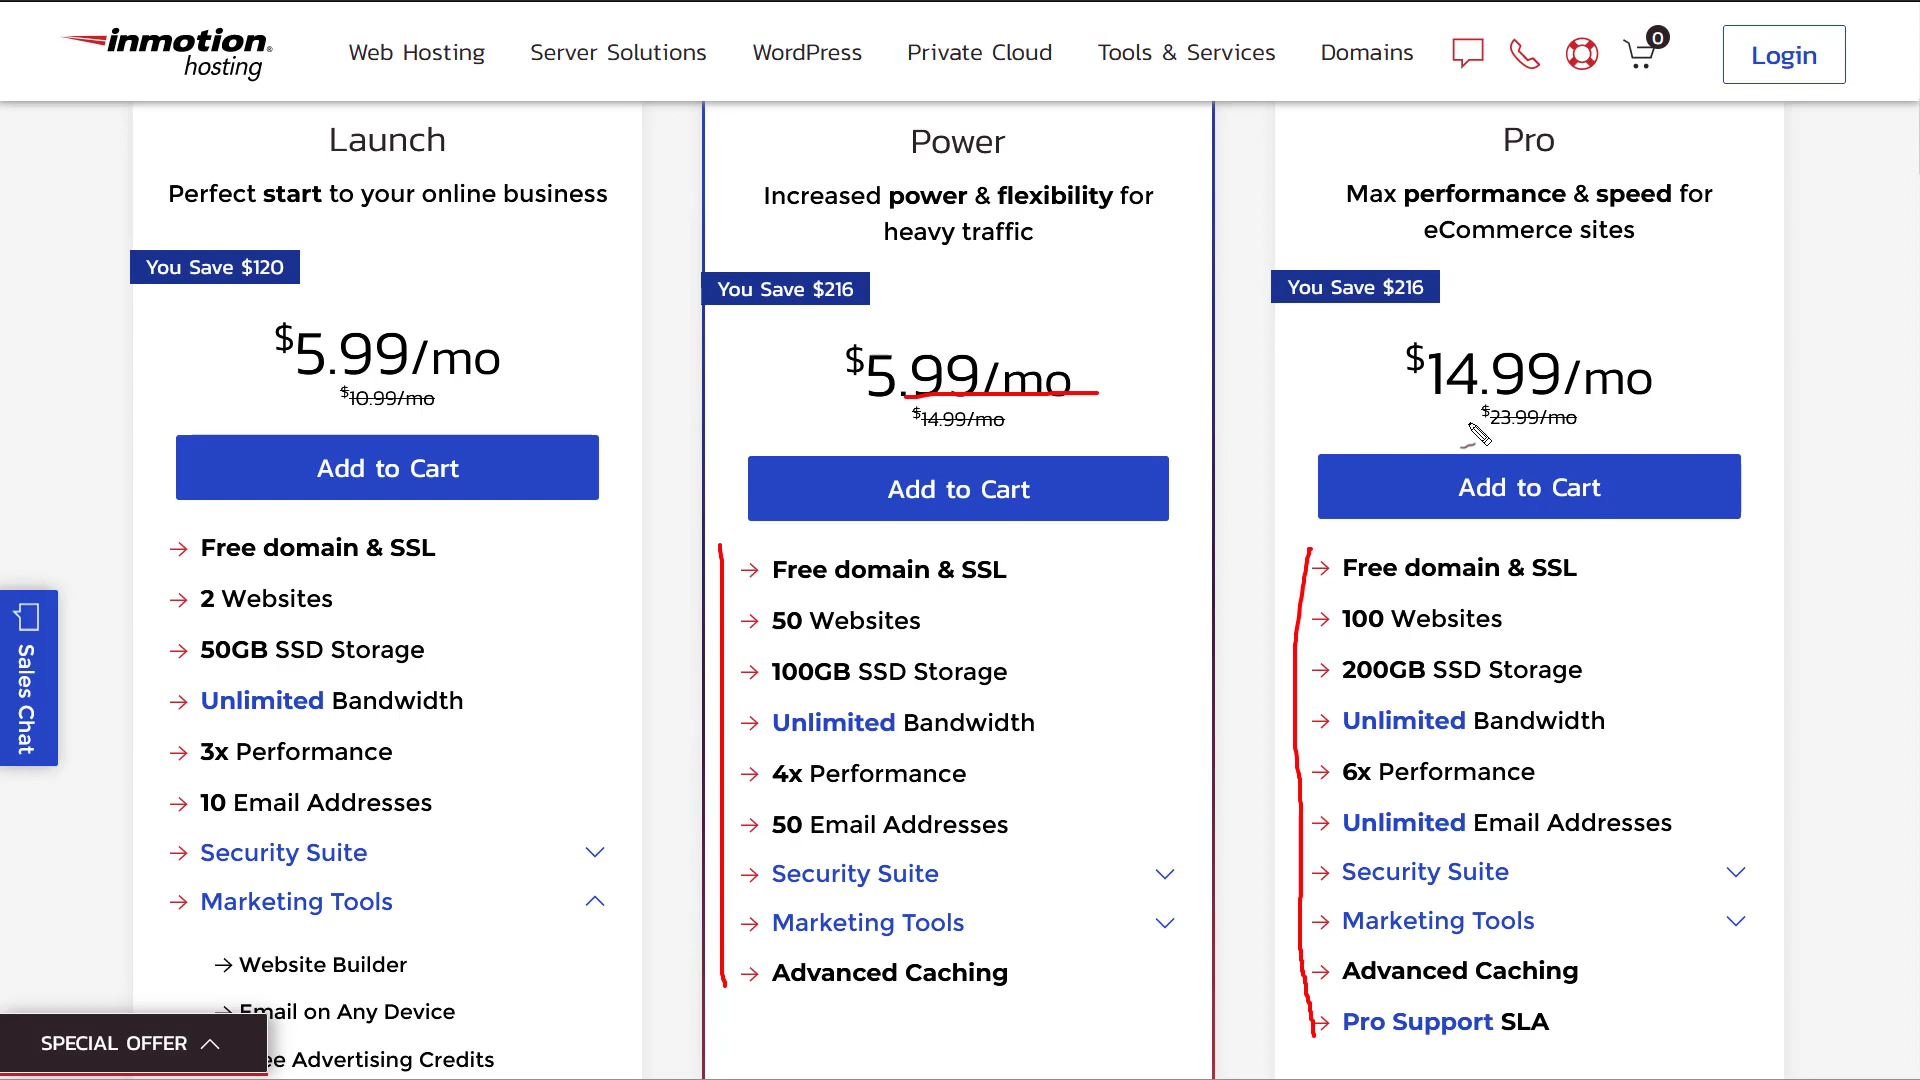 inmotion hosting
Web Hosting
Server Solutions
WordPress
Private Cloud
Tools & Services
Domains
0
Login
Launch
Perfect start to your online business
You Save $120
$5.99/mo
$10.99/mo
Add to Cart
Free domain & SSL
2 Websites
50GB SSD Storage
Unlimited Bandwidth
3x Performance
10 Email Addresses
Security Suite
Marketing Tools
Website Builder
Email on Any Device
Advertising Credits
Power
Increased power & flexibility for
heavy traffic
You Save $216
$5.99/mo
$14.99/mo
Add to Cart
Free domain & SSL
50 Websites
100GB SSD Storage
Unlimited Bandwidth
4x Performance
50 Email Addresses
Security Suite
Marketing Tools
Advanced Caching
Pro
Max performance & speed for
eCommerce sites
You Save $216
$14.99/mo
$23.99/mo
Add to Cart
Free domain & SSL
100 Websites
200GB SSD Storage
Unlimited Bandwidth
6x Performance
Unlimited Email Addresses
Security Suite
Marketing Tools
Advanced Caching
Pro Support SLA
Sales Chat
SPECIAL OFFER